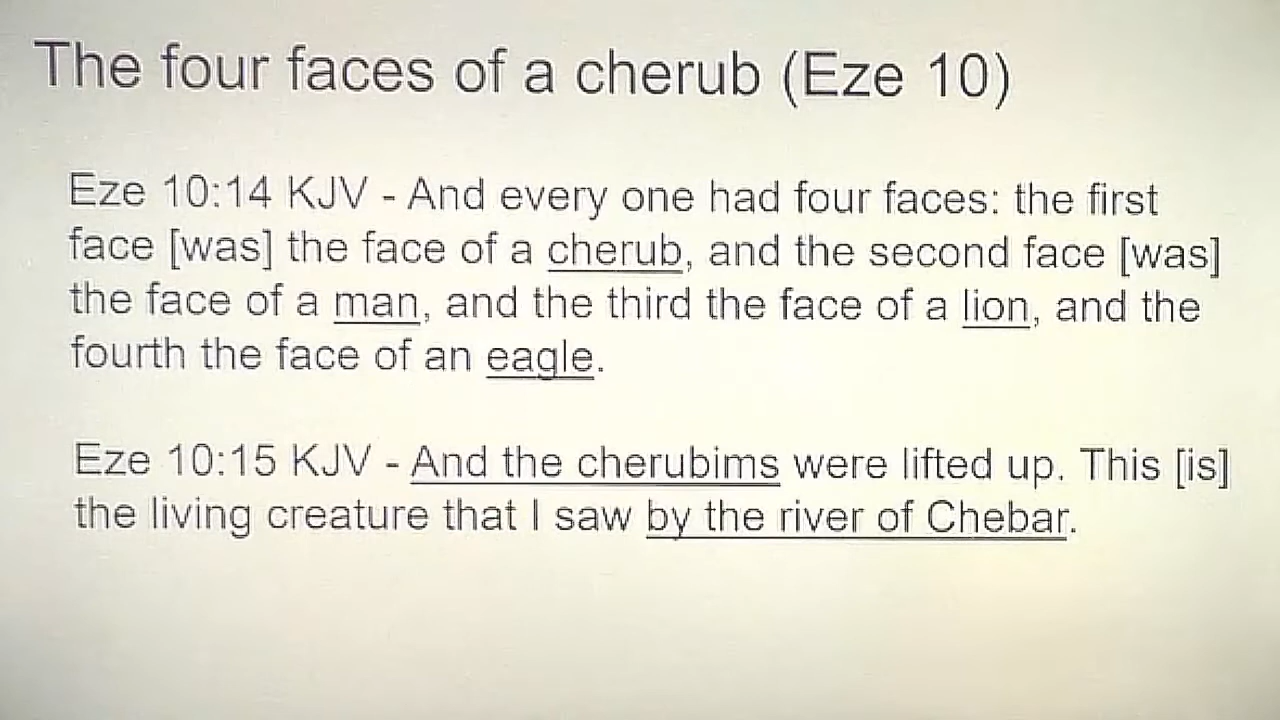 The four faces of a cherub (Eze 10)
Eze 10:14 KJV - And every one had four faces: the first
face [was] the face of a cherub, and the second face [was]
the face of a man, and the third the face of a lion, and the
fourth the face of an eagle.
Eze 10:15 KJV - And the cherubims were lifted up. This [is]
the living creature that I saw by the river of Chebar.